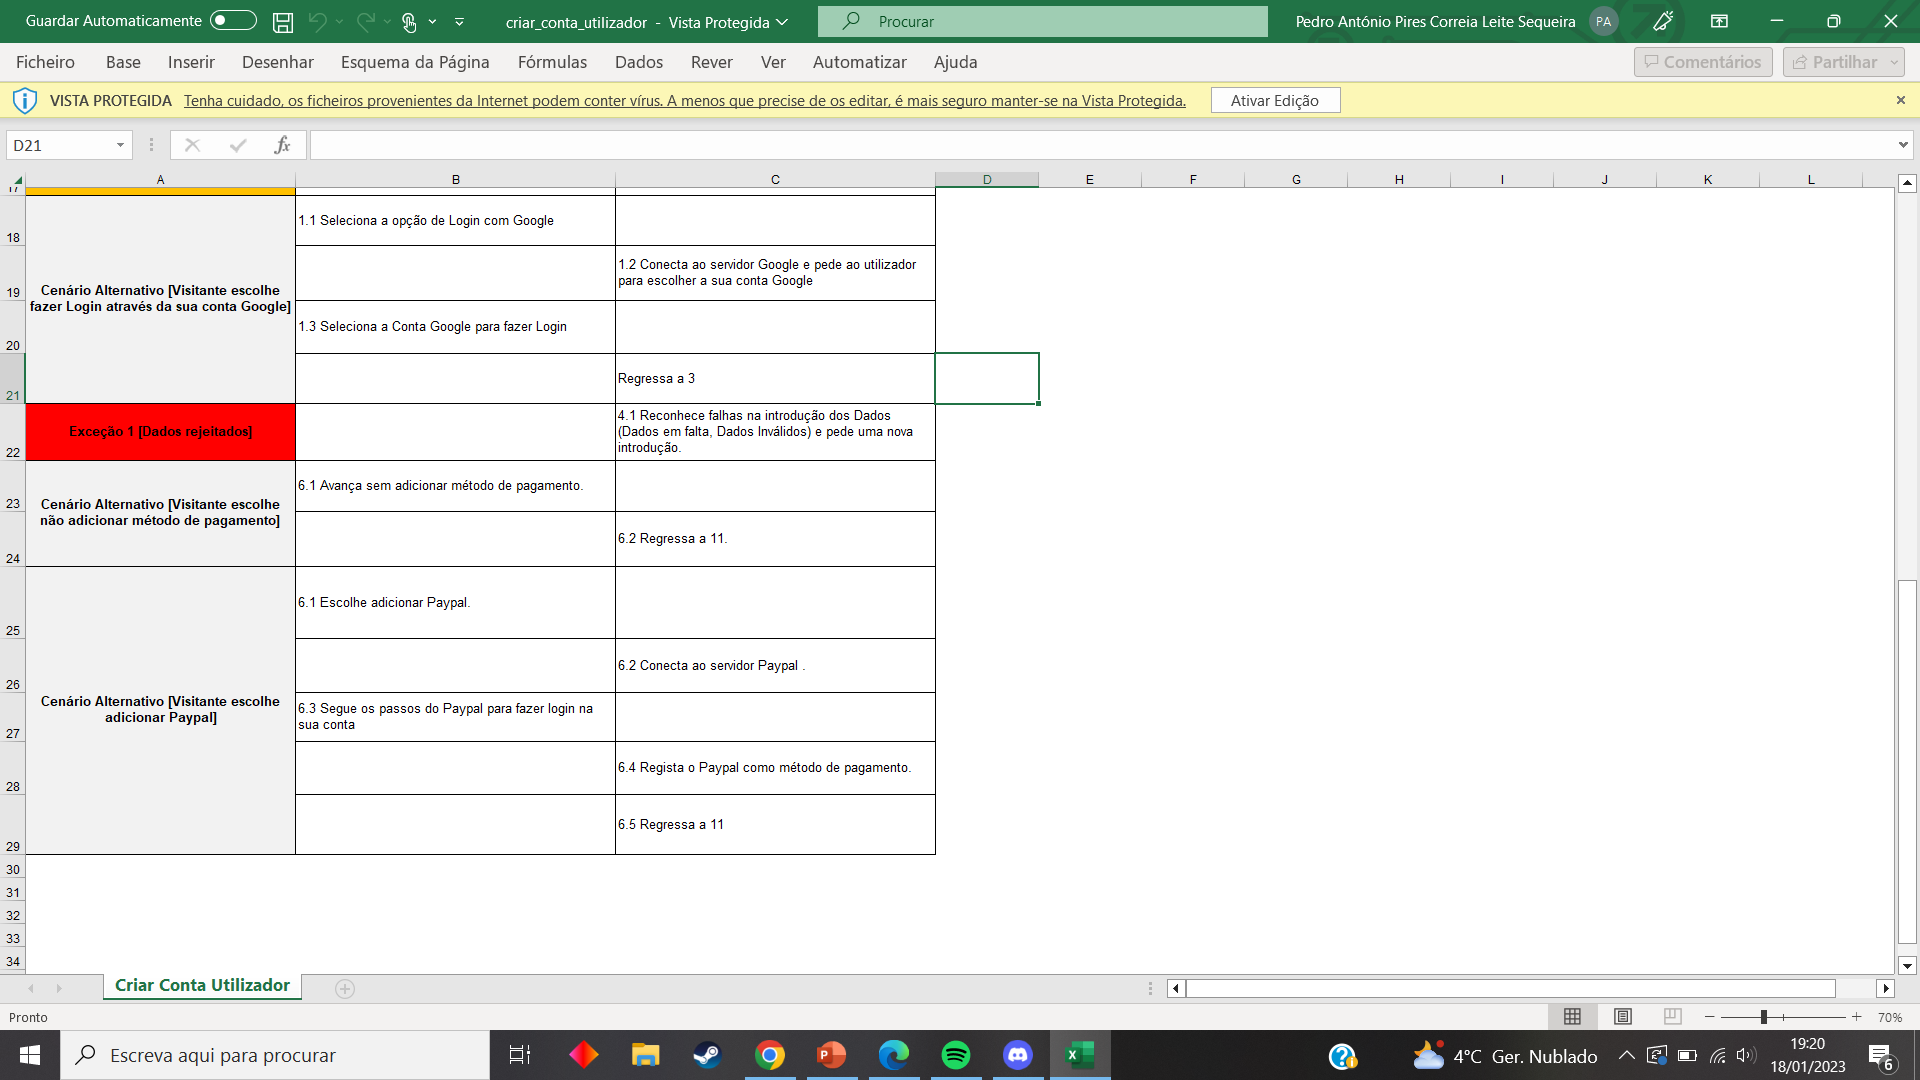 Guardar Automaticamente
criar_conta_utilizador - Vista Protegida
Procurar
Pedro António Pires Correia Leite Sequeira
PA
Ficheiro Base Inserir Desenhar Esquema da Página Fórmulas Dados Rever Ver Automatizar Ajuda
Comentários
Partilhar
VISTA PROTEGIDA Tenha cuidado, os ficheiros provenientes da Internet podem conter vírus. A menos que precise de os editar, é mais seguro manter-se na Vista Protegida.
Ativar Edição
D21
fx
A B C D E F G H I J K L
17
18
1.1 Seleciona a opção de Login com Google
19
1.2 Conecta ao servidor Google e pede ao utilizador
para escolher a sua conta Google
Cenário Alternativo [Visitante escolhe
fazer Login através da sua conta Google]
20
1.3 Seleciona a Conta Google para fazer Login
21
Regressa a 3
22
Exceção 1 [Dados rejeitados]
4.1 Reconhece falhas na introdução dos Dados
(Dados em falta, Dados Inválidos) e pede uma nova
introdução.
23
6.1 Avança sem adicionar método de pagamento.
Cenário Alternativo [Visitante escolhe
não adicionar método de pagamento]
24
6.2 Regressa a 11.
25
6.1 Escolhe adicionar Paypal.
26
6.2 Conecta ao servidor Paypal .
Cenário Alternativo [Visitante escolhe
adicionar Paypal]
27
6.3 Segue os passos do Paypal para fazer login na
sua conta
28
6.4 Regista o Paypal como método de pagamento.
29
6.5 Regressa a 11
30
31
32
33
34
Criar Conta Utilizador
Pronto
70%
Escreva aqui para procurar
4°C Ger. Nublado
19:20
18/01/2023
6